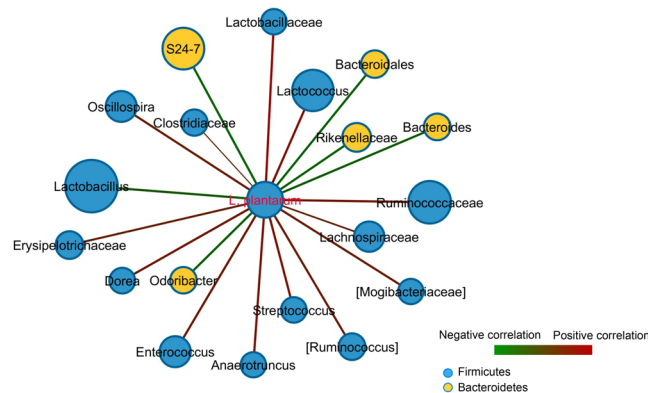 Lactobacillaceae
S24-7
Bacteroidales
Lactococcus
Oscillospira
Clostridiaceae
Rikenellaceae
Bacteroides
Lactobacillus
L. plantarum
Ruminococcaceae
Erysipelotrichaceae
Lachnospiraceae
Dorea
Odoribacter
[Mogibacteriaceae]
Streptococcus
Enterococcus
Anaerotruncus
[Ruminococcus]
Negative correlation
Positive correlation
Firmicutes
Bacteroidetes